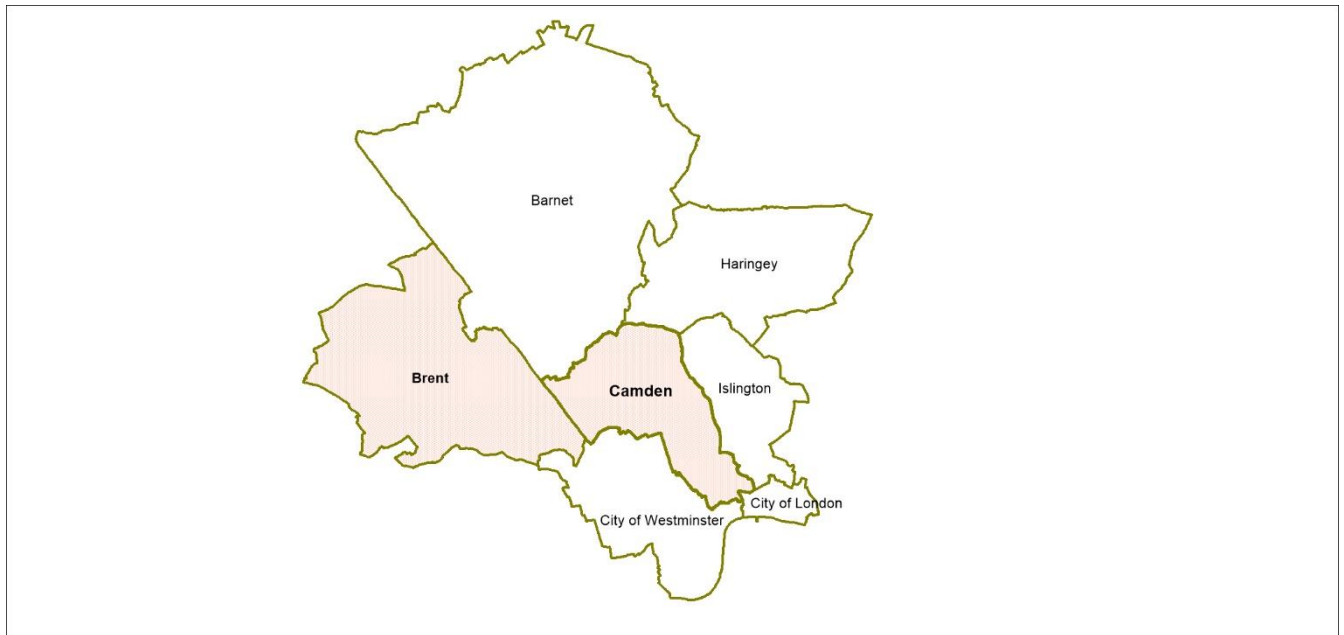 Barnet
Haringey
Brent
Camden
Islington
City of London
City of Westminster